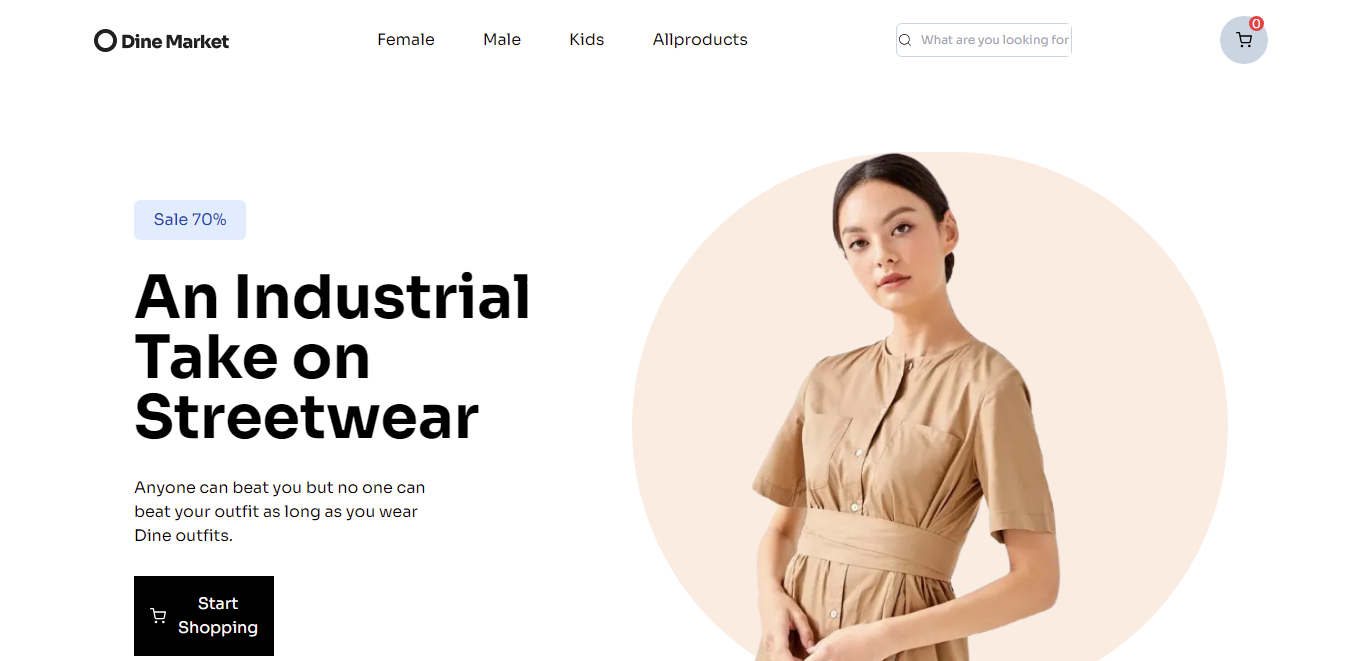 Dine Market
Female
Male
Kids
Allproducts
What are you looking for
0
Sale 70%
An Industrial
Take on
Streetwear
Anyone can beat you but no one can
beat your outfit as long as you wear
Dine outfits.
Start
Shopping